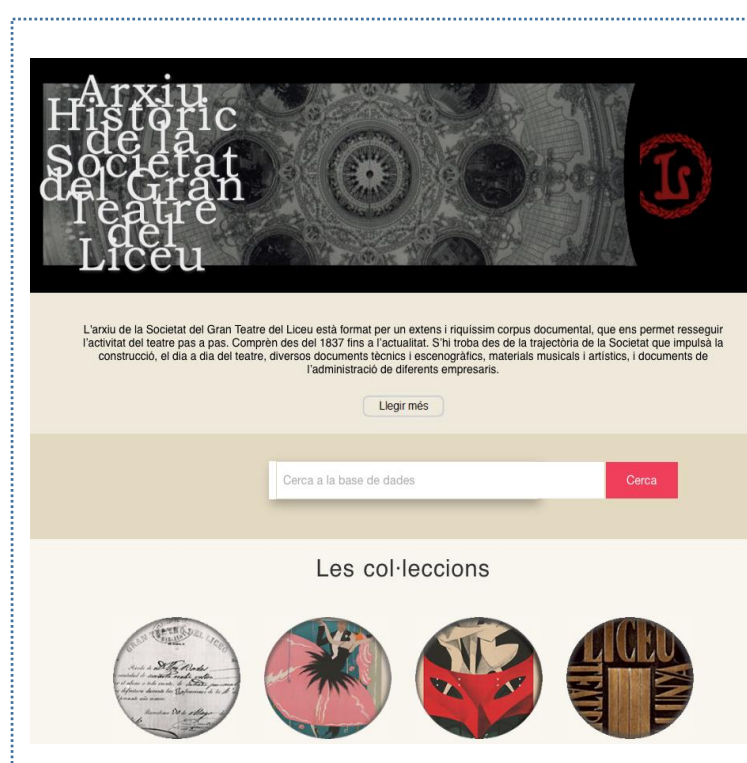 Arxiu
Històric
de la
Societat
del Gran
Teatre
del
Liceu
L'arxiu de la Societat del Gran Teatre del Liceu està format per un extens i riquíssim corpus documental, que ens permet resseguir
l'activitat del teatre pas a pas. Comprèn des del 1837 fins a l'actualitat. S'hi troba des de la trajectòria de la Societat que impulsà la
construcció, el dia a dia del teatre, diversos documents tècnics i escenogràfics, materials musicals i artístics, i documents de
l'administració de diferents empresaris.
Llegir més
Cerca a la base de dades
Cerca
Les col·leccions
GRAN TEATRO DEL LICEO
LICEU